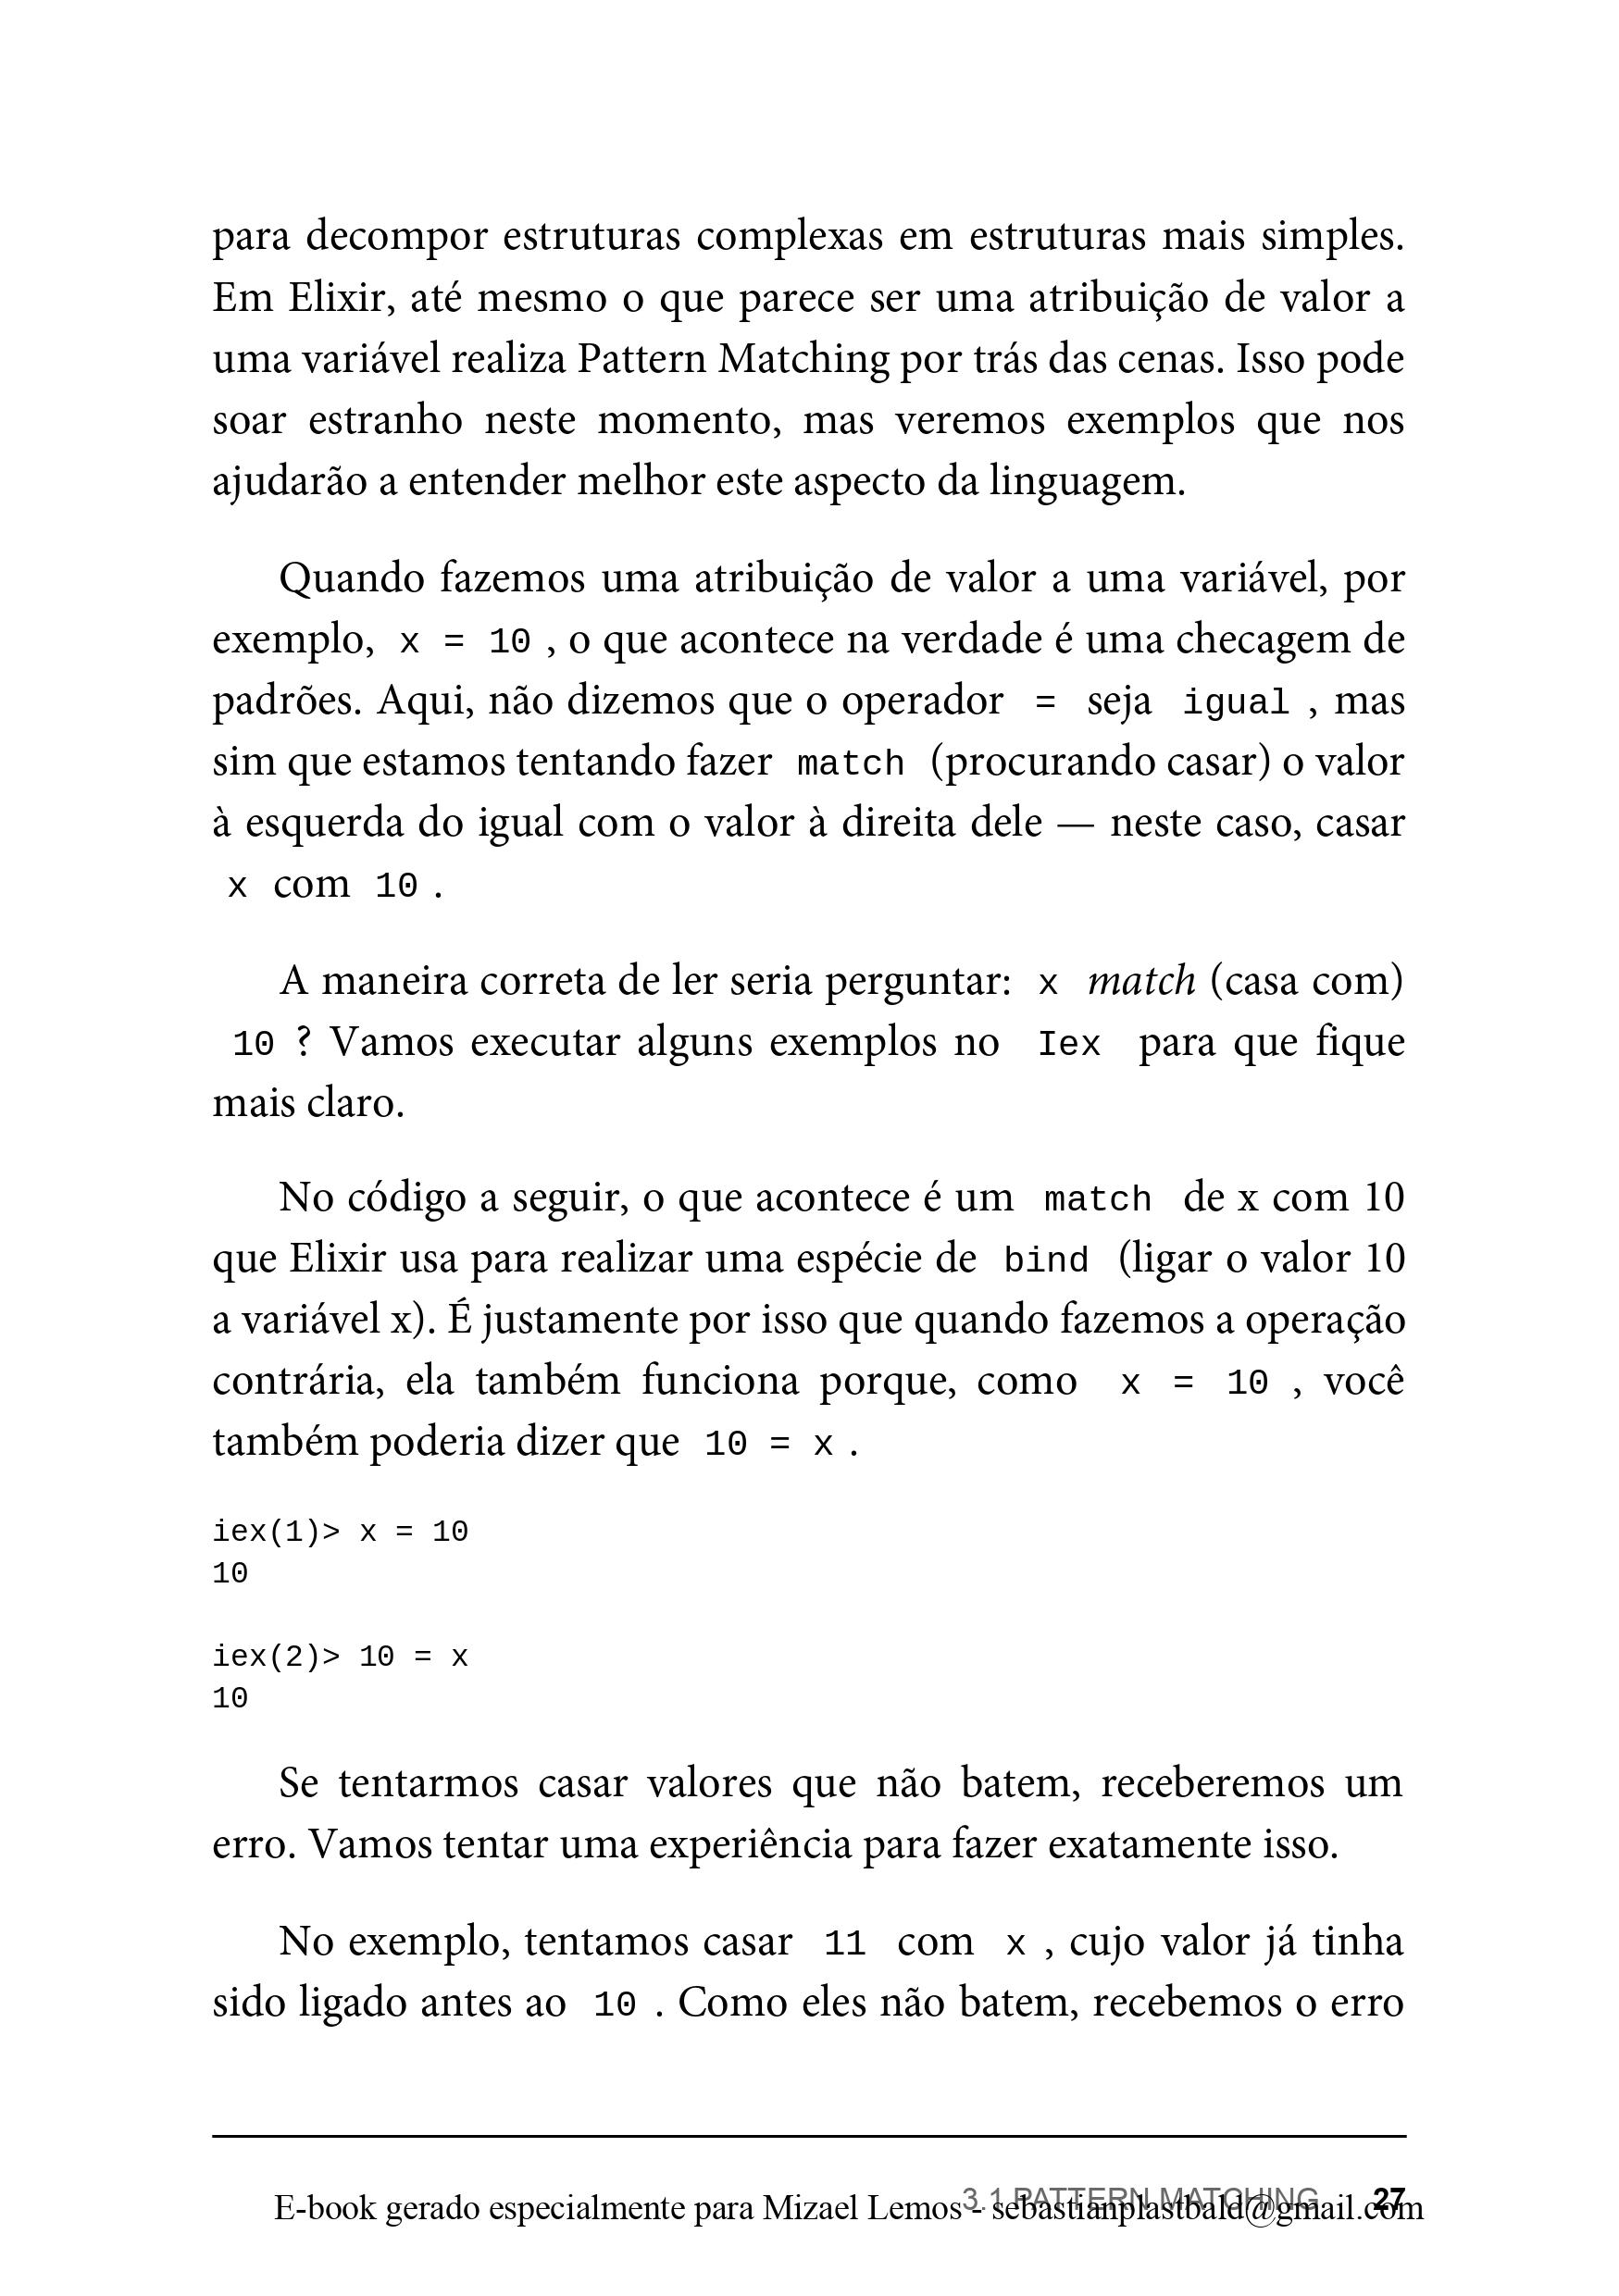 para decompor estruturas complexas em estruturas mais simples.
Em Elixir, até mesmo o que parece ser uma atribuição de valor a
uma variável realiza Pattern Matching por trás das cenas. Isso pode
soar estranho neste momento, mas veremos exemplos que nos
ajudarão a entender melhor este aspecto da linguagem.
Quando fazemos uma atribuição de valor a uma variável, por
exemplo, x = 10 , o que acontece na verdade é uma checagem de
padrões. Aqui, não dizemos que o operador = seja igual , mas
sim que estamos tentando fazer match (procurando casar) o valor
à esquerda do igual com o valor à direita dele — neste caso, casar
x com 10 .
A maneira correta de ler seria perguntar: x match (casa com)
10 ? Vamos executar alguns exemplos no Iex para que fique
mais claro.
No código a seguir, o que acontece é um match de x com 10
que Elixir usa para realizar uma espécie de bind (ligar o valor 10
a variável x). É justamente por isso que quando fazemos a operação
contrária, ela também funciona porque, como x = 10 , você
também poderia dizer que 10 = x .
iex(1)> x = 10
10
iex(2)> 10 = x
10
Se tentarmos casar valores que não batem, receberemos um
erro. Vamos tentar uma experiência para fazer exatamente isso.
No exemplo, tentamos casar 11 com x , cujo valor já tinha
sido ligado antes ao 10 . Como eles não batem, recebemos o erro
3.1 PATTERN MATCHING 27
E-book gerado especialmente para Mizael Lemos - sebastianplastbald@gmail.com